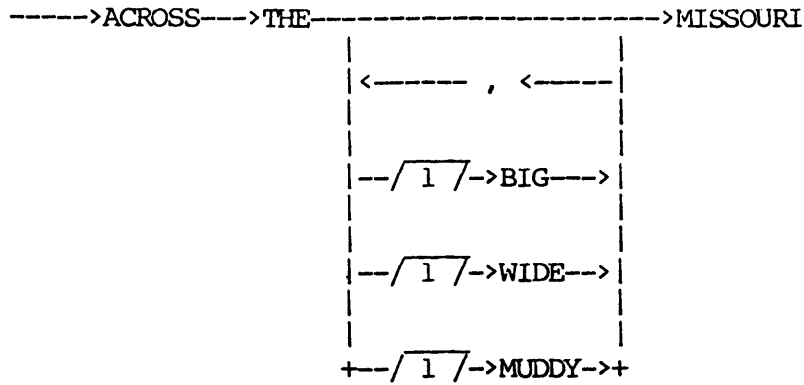 ----->ACROSS--->THE------------------------>MISSOURI
<------ , <-----
--/ 1 /->BIG--->
--/ 1 /->WIDE-->
+--/ 1 /->MUDDY->+